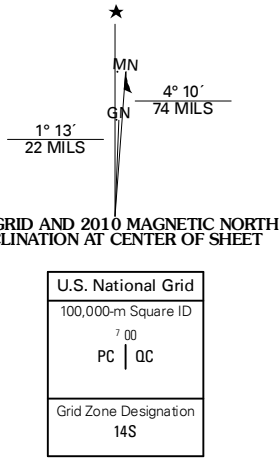 MN
4° 10´
GN
74 MILS
1° 13´
22 MILS
GRID AND 2010 MAGNETIC NORTH
CLINATION AT CENTER OF SHEET
U.S. National Grid
100,000-m Square ID
7 00
PC QC
Grid Zone Designation
14S